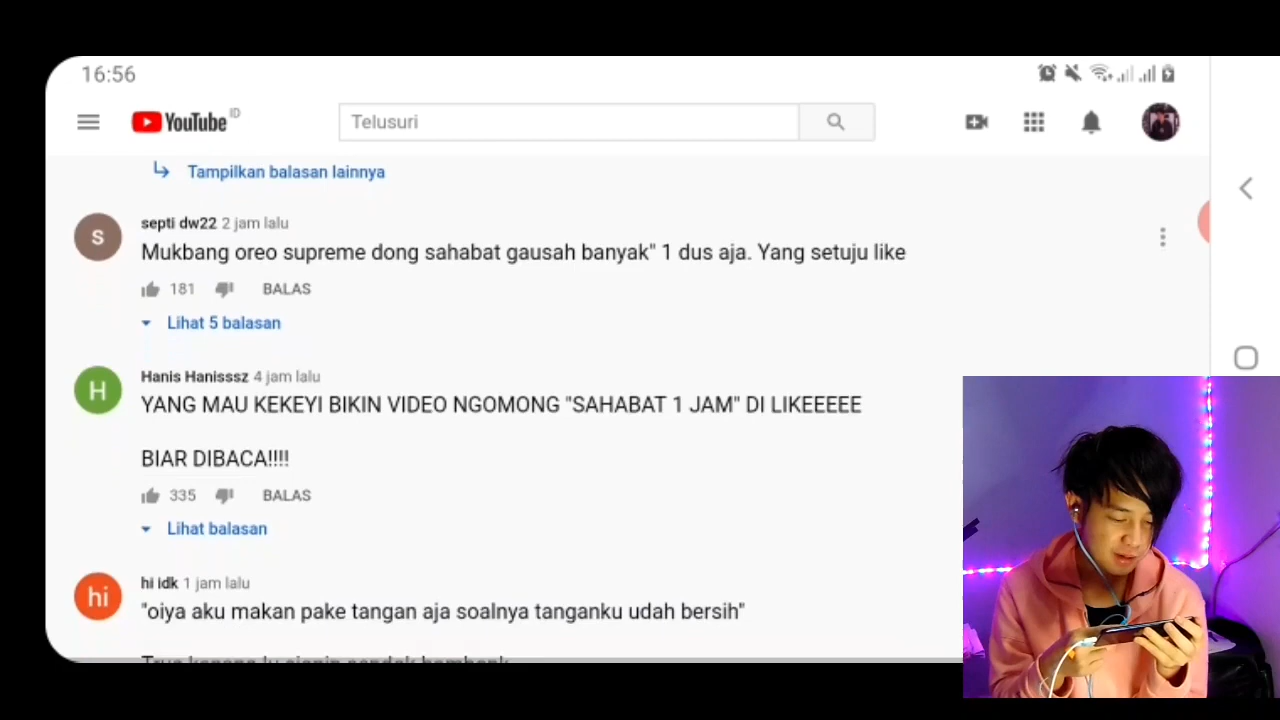 16:56
YouTube ID
Telusuri
Tampilkan balasan lainnya
S
septi dw22 2 jam lalu
Mukbang oreo supreme dong sahabat gausah banyak" 1 dus aja. Yang setuju like
181 BALAS
Lihat 5 balasan
H
Hanis Hanisssz 4 jam lalu
YANG MAU KEKEYI BIKIN VIDEO NGOMONG "SAHABAT 1 JAM" DI LIKEEEEE
BIAR DIBACA!!!!
335 BALAS
Lihat balasan
hi
hi idk 1 jam lalu
"oiya aku makan pake tangan aja soalnya tanganku udah bersih"